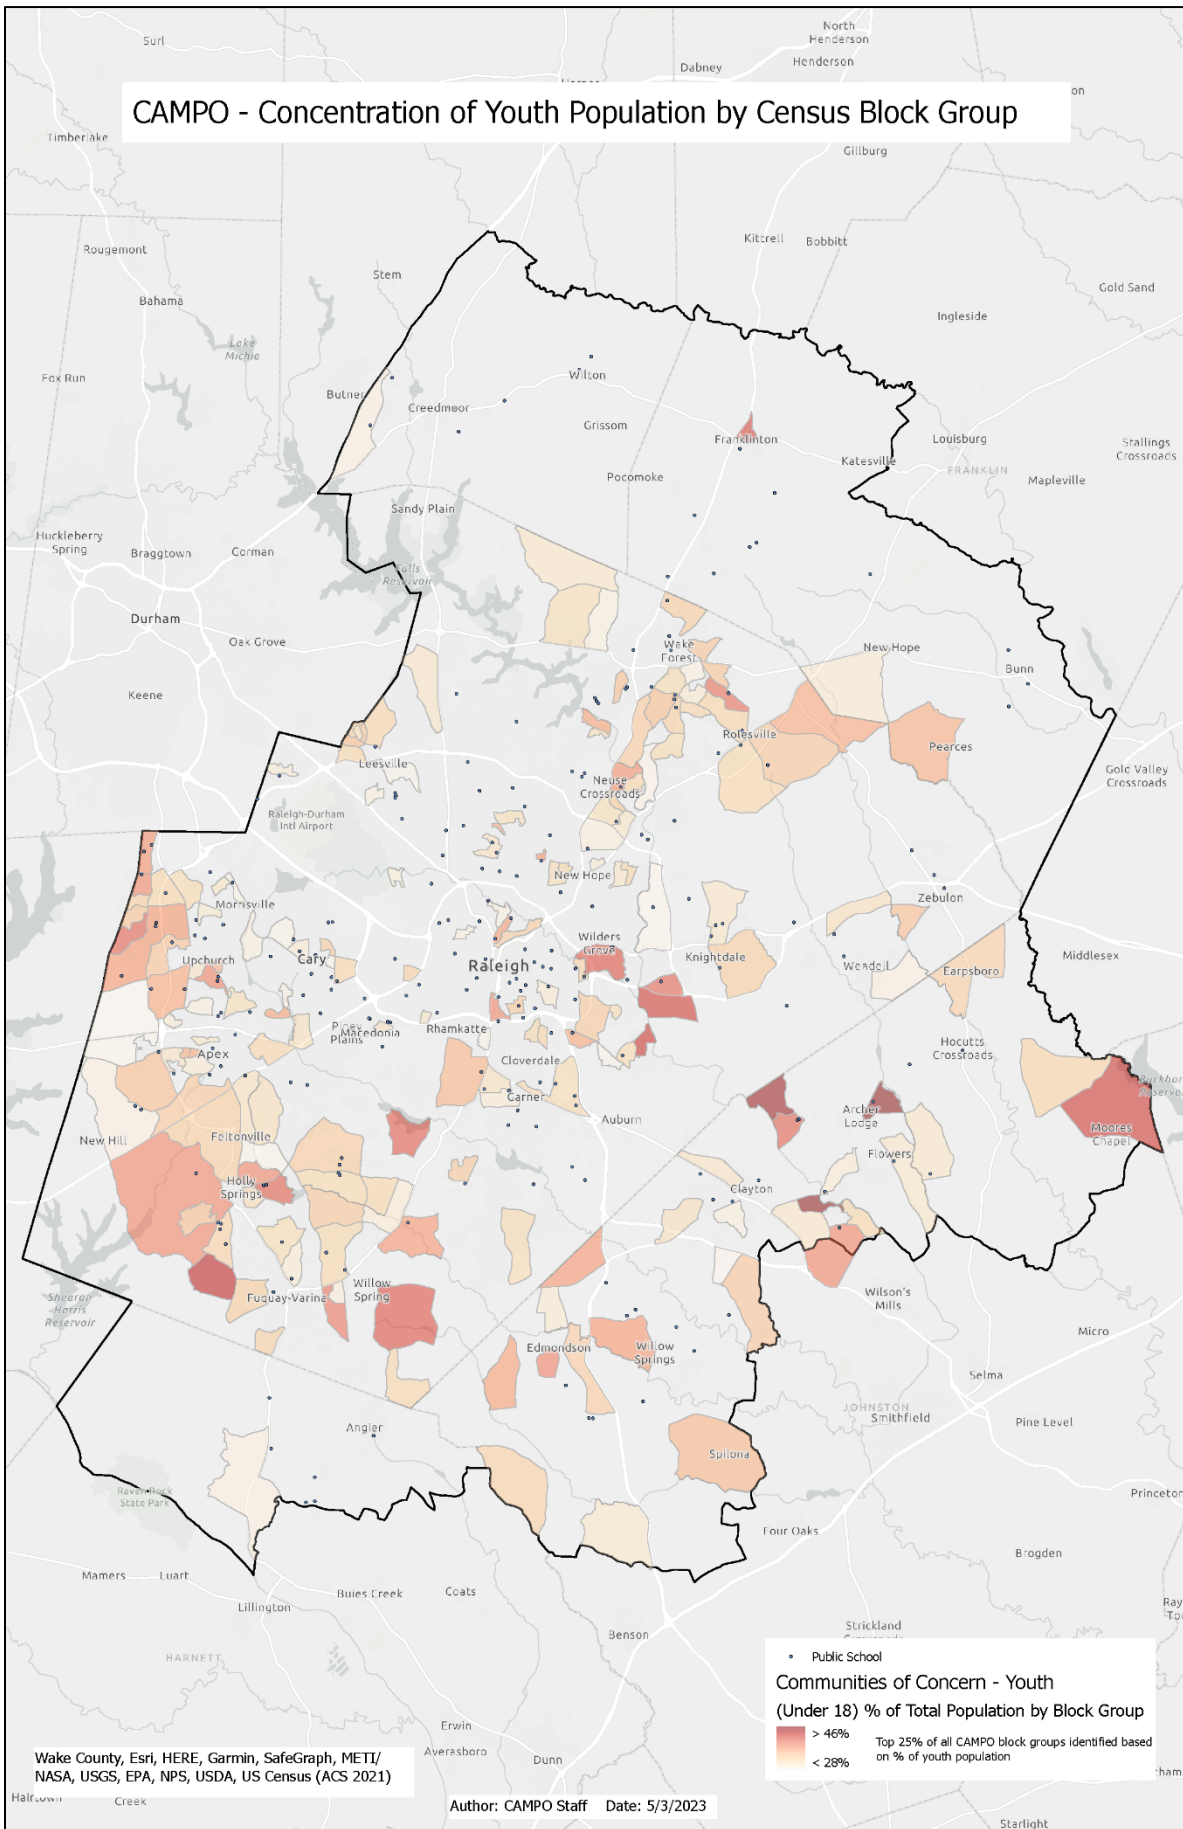 North
Henderson
Surl
Henderson
Dabney
CAMPO - Concentration of Youth Population by Census Block Group
Timberlake
Gillburg
Kittrell
Bobbitt
Rougemont
Stem
Gold Sand
Bahama
Ingleside
Lake
Michie
Fox Run
Wilton
Butner
Creedmoor
Grissom
Franklinton
Louisburg
Stallings
Crossroads
Katesville
FRANKLIN
Pocomoke
Mapleville
Sandy Plain
Huckleberry
Spring
Braggtown
Corman
Falls
Reservoir
Durham
Oak Grove
Wake
Forest
New Hope
Bunn
Keene
Rolesville
Pearces
Leesville
Gold Valley
Crossroads
Neuse
Crossroads
Raleigh-Durham
Intl Airport
New Hope
Morrisville
Zebulon
Wilders
Grove
Middlesex
Upchurch
Cary
Raleigh
Knightdale
Wendell
Earpsboro
Piney
Plains
Macedonia
Rhamkatte
Hocutts
Crossroads
Apex
Cloverdale
Buckhorn
Reservoir
Garner
Auburn
Archer
Lodge
Moores
Chapel
New Hill
Feltonville
Flowers
Holly
Springs
Clayton
Shearon
Harris
Reservoir
Fuquay-Varina
Willow
Spring
Wilson's
Mills
Micro
Edmondson
Willow
Springs
Selma
JOHNSTON
Smithfield
Pine Level
Angier
Spilona
Raven Rock
State Park
Princeton
Four Oaks
Brogden
Mamers
Luart
Buies Creek
Coats
Lillington
Benson
Strickland
HARNETT
Public School
Communities of Concern - Youth
(Under 18) % of Total Population by Block Group
> 46%
< 28%
Top 25% of all CAMPO block groups identified based
on % of youth population
Erwin
Averasboro
Dunn
Wake County, Esri, HERE, Garmin, SafeGraph, METI/
NASA, USGS, EPA, NPS, USDA, US Census (ACS 2021)
Creek
Author: CAMPO Staff Date: 5/3/2023
Starlight